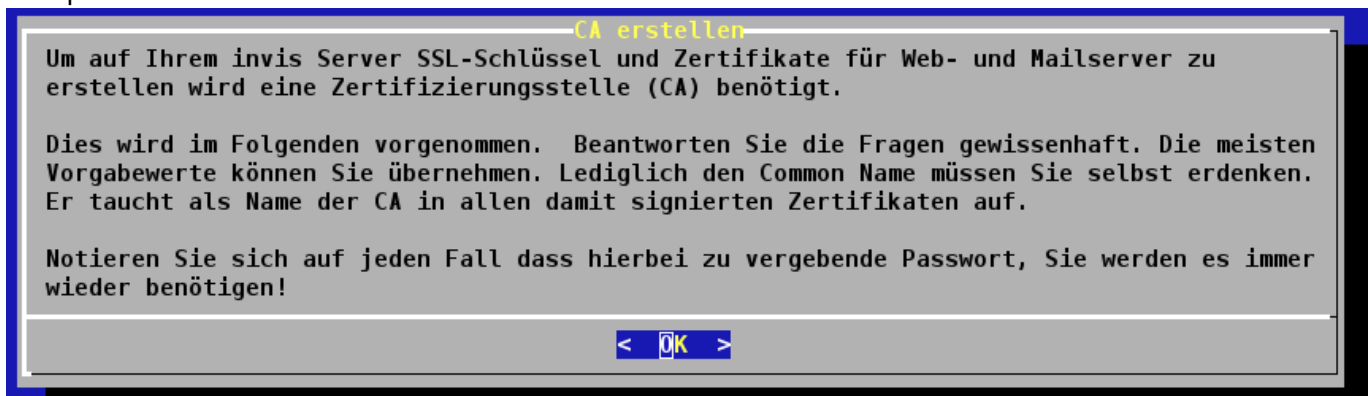 CA erstellen
Um auf Ihrem invis Server SSL-Schlüssel und Zertifikate für Web- und Mailserver zu
erstellen wird eine Zertifizierungsstelle (CA) benötigt.
Dies wird im Folgenden vorgenommen.  Beantworten Sie die Fragen gewissenhaft. Die meisten
Vorgabewerte können Sie übernehmen. Lediglich den Common Name müssen Sie selbst erdenken.
Er taucht als Name der CA in allen damit signierten Zertifikaten auf.
Notieren Sie sich auf jeden Fall dass hierbei zu vergebende Passwort, Sie werden es immer
wieder benötigen!
<  OK  >